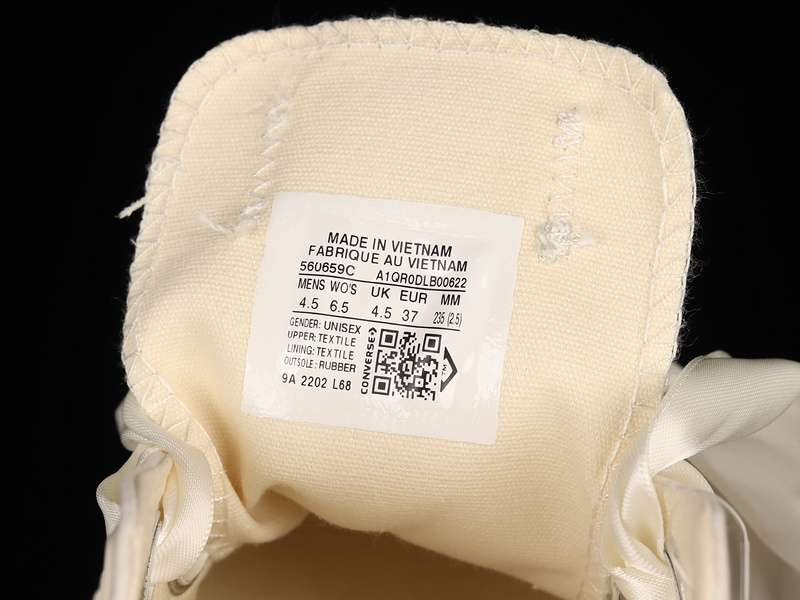 MADE IN VIETNAM
FABRIQUE AU VIETNAM
560659C A1QR0DLB00622
MENS WO'S UK EUR MM
4.5 6.5 4.5 37 235 (2.5)
GENDER: UNISEX
UPPER: TEXTILE
LINING: TEXTILE
OUTSOLE: RUBBER
9A 2202 L68
CONVERSE
TM